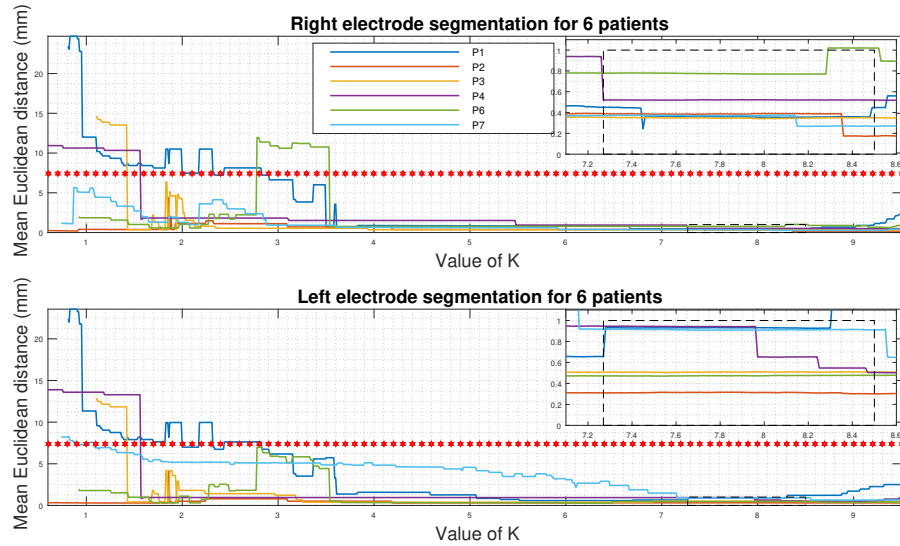 Right electrode segmentation for 6 patients
Mean Euclidean distance (mm)
20
15
10
5
0
1 2 3 4 5 6 7 8 9
Value of K
P1
P2
P3
P4
P6
P7
1
0.8
0.6
0.4
0.2
0
7.2 7.4 7.6 7.8 8 8.2 8.4 8.6
Left electrode segmentation for 6 patients
Mean Euclidean distance (mm)
20
15
10
5
0
1 2 3 4 5 6 7 8 9
Value of K
1
0.8
0.6
0.4
0.2
0
7.2 7.4 7.6 7.8 8 8.2 8.4 8.6